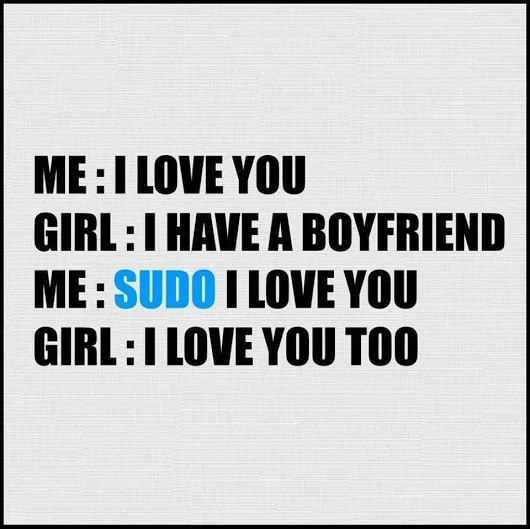 ME : I LOVE YOU
GIRL : I HAVE A BOYFRIEND
ME : SUDO I LOVE YOU
GIRL : I LOVE YOU TOO